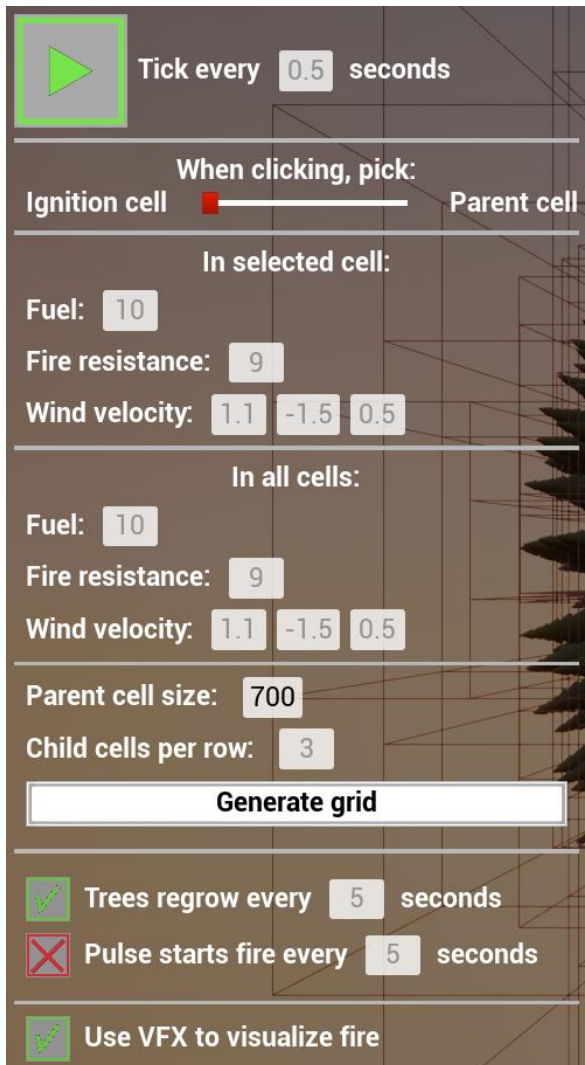 Tick every 0.5 seconds
When clicking, pick:
Ignition cell Parent cell
In selected cell:
Fuel: 10
Fire resistance: 9
Wind velocity: 1.1 -1.5 0.5
In all cells:
Fuel: 10
Fire resistance: 9
Wind velocity: 1.1 -1.5 0.5
Parent cell size: 700
Child cells per row: 3
Generate grid
Trees regrow every 5 seconds
Pulse starts fire every 5 seconds
Use VFX to visualize fire